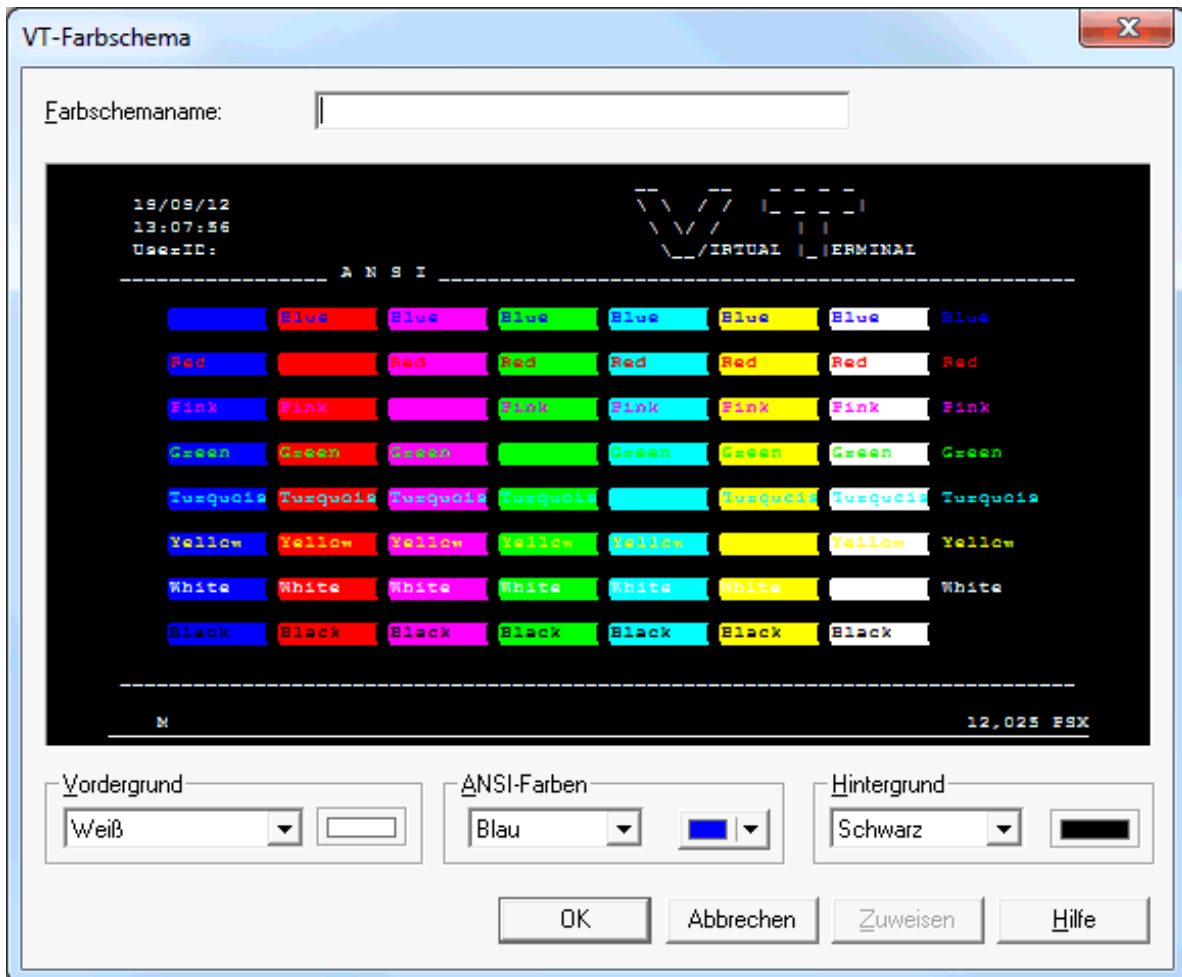 VT-Farbschema
Farbschemaname:
19/09/12
13:07:56
UserID:
VT
IRTUAL ERMINAL
A N S I
Blue Blue Blue Blue Blue Blue Blue
Red Red Red Red Red Red Red
Pink Pink Pink Pink Pink Pink Pink
Green Green Green Green Green Green Green
Turquois Turquois Turquois Turquois Turquois Turquois Turquois
Yellow Yellow Yellow Yellow Yellow Yellow Yellow
White White White White White White White
Black Black Black Black Black Black Black
M 12,025 PSX
Vordergrund ANSI-Farben Hintergrund
Weiß Blau Schwarz
OK Abbrechen Zuweisen Hilfe